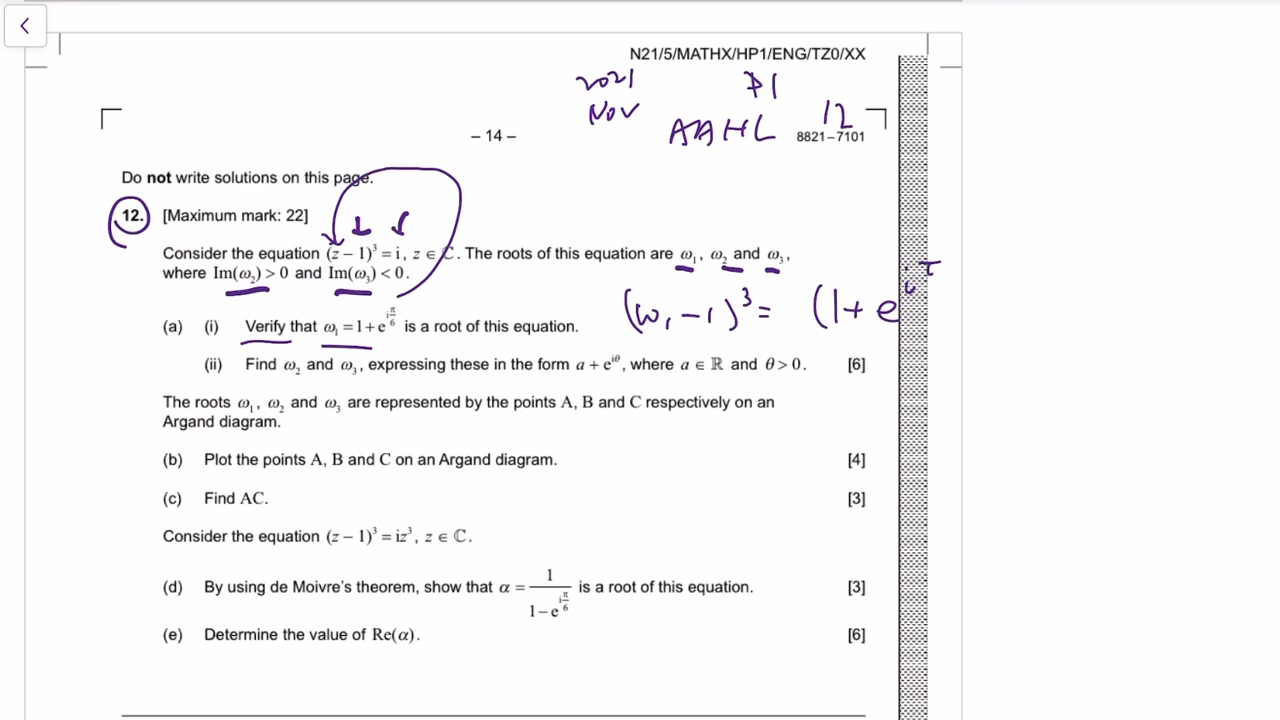 N21/5/MATHX/HP1/ENG/TZ0/XX
2021 P1
Nov AAHL 12
– 14 – 8821–7101
Do not write solutions on this page.
12. [Maximum mark: 22]
Consider the equation (z − 1)³ = i, z ∈ ℂ. The roots of this equation are ω₁, ω₂ and ω₃,
where Im(ω₂) > 0 and Im(ω₃) < 0.
(ω₁ − 1)³ = (1 + e^i
(a) (i) Verify that ω₁ = 1 + e^(iπ/6) is a root of this equation.
(ii) Find ω₂ and ω₃, expressing these in the form a + e^(iθ), where a ∈ ℝ and θ > 0. [6]
The roots ω₁, ω₂ and ω₃ are represented by the points A, B and C respectively on an
Argand diagram.
(b) Plot the points A, B and C on an Argand diagram. [4]
(c) Find AC. [3]
Consider the equation (z − 1)³ = iz³, z ∈ ℂ.
(d) By using de Moivre's theorem, show that α = 1/(1 − e^(iπ/6)) is a root of this equation. [3]
(e) Determine the value of Re(α). [6]